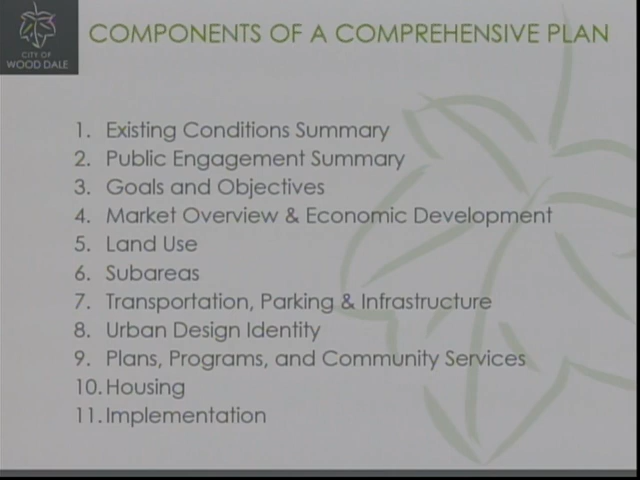 CITY OF
WOOD DALE
COMPONENTS OF A COMPREHENSIVE PLAN
1. Existing Conditions Summary
2. Public Engagement Summary
3. Goals and Objectives
4. Market Overview & Economic Development
5. Land Use
6. Subareas
7. Transportation, Parking & Infrastructure
8. Urban Design Identity
9. Plans, Programs, and Community Services
10. Housing
11. Implementation